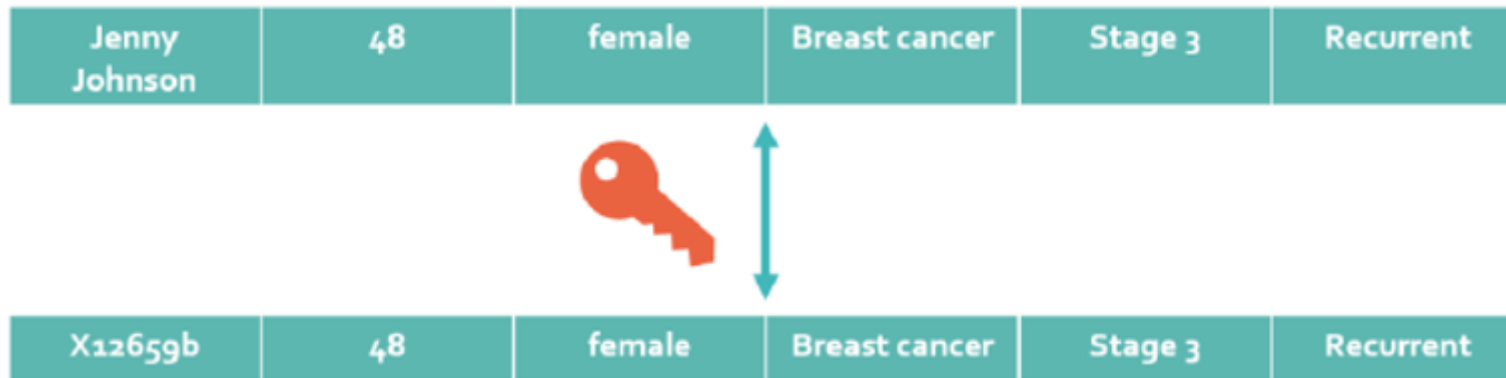 Jenny
Johnson
48
female
Breast cancer
Stage 3
Recurrent
X12659b
48
female
Breast cancer
Stage 3
Recurrent